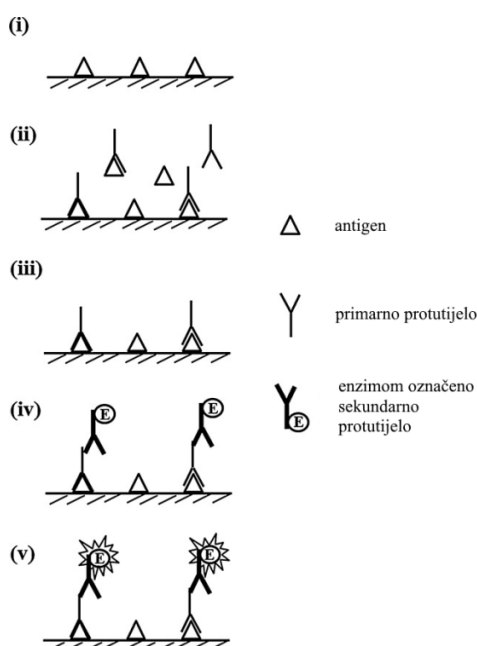 (i)
(ii)
antigen
(iii)
primarno protutijelo
(iv)
E
E
enzimom označeno
sekundarno
protutijelo
E
(v)
E
E